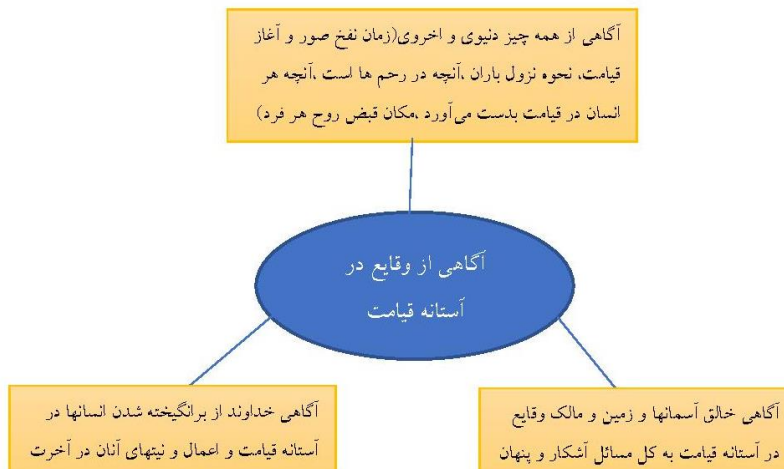 آگاهی از همه چیز دنیوی و اخروی(زمان نفخ صور و آغاز
قیامت، نحوه نزول باران ،آنچه در رحم ها است ،آنچه هر
انسان در قیامت بدست می‌آورد ،مکان قبض روح هر فرد)
آگاهی از وقایع در
آستانه قیامت
آگاهی خالق آسمانها و زمین و مالک وقایع
در آستانه قیامت به کل مسائل آشکار و پنهان
آگاهی خداوند از برانگیخته شدن انسانها در
آستانه قیامت و اعمال و نیتهای آنان در آخرت